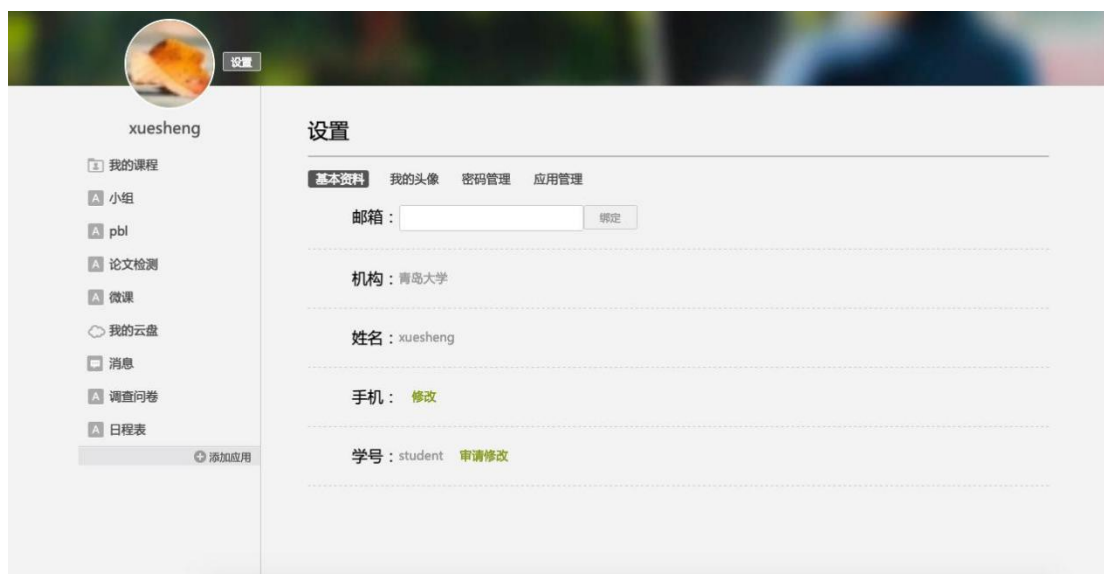 设置
xuesheng
我的课程
A 小组
A pbl
A 论文检测
A 微课
我的云盘
消息
A 调查问卷
A 日程表
添加应用
设置
基本资料 我的头像 密码管理 应用管理
邮箱： 绑定
机构：青岛大学
姓名：xuesheng
手机： 修改
学号：student 审请修改